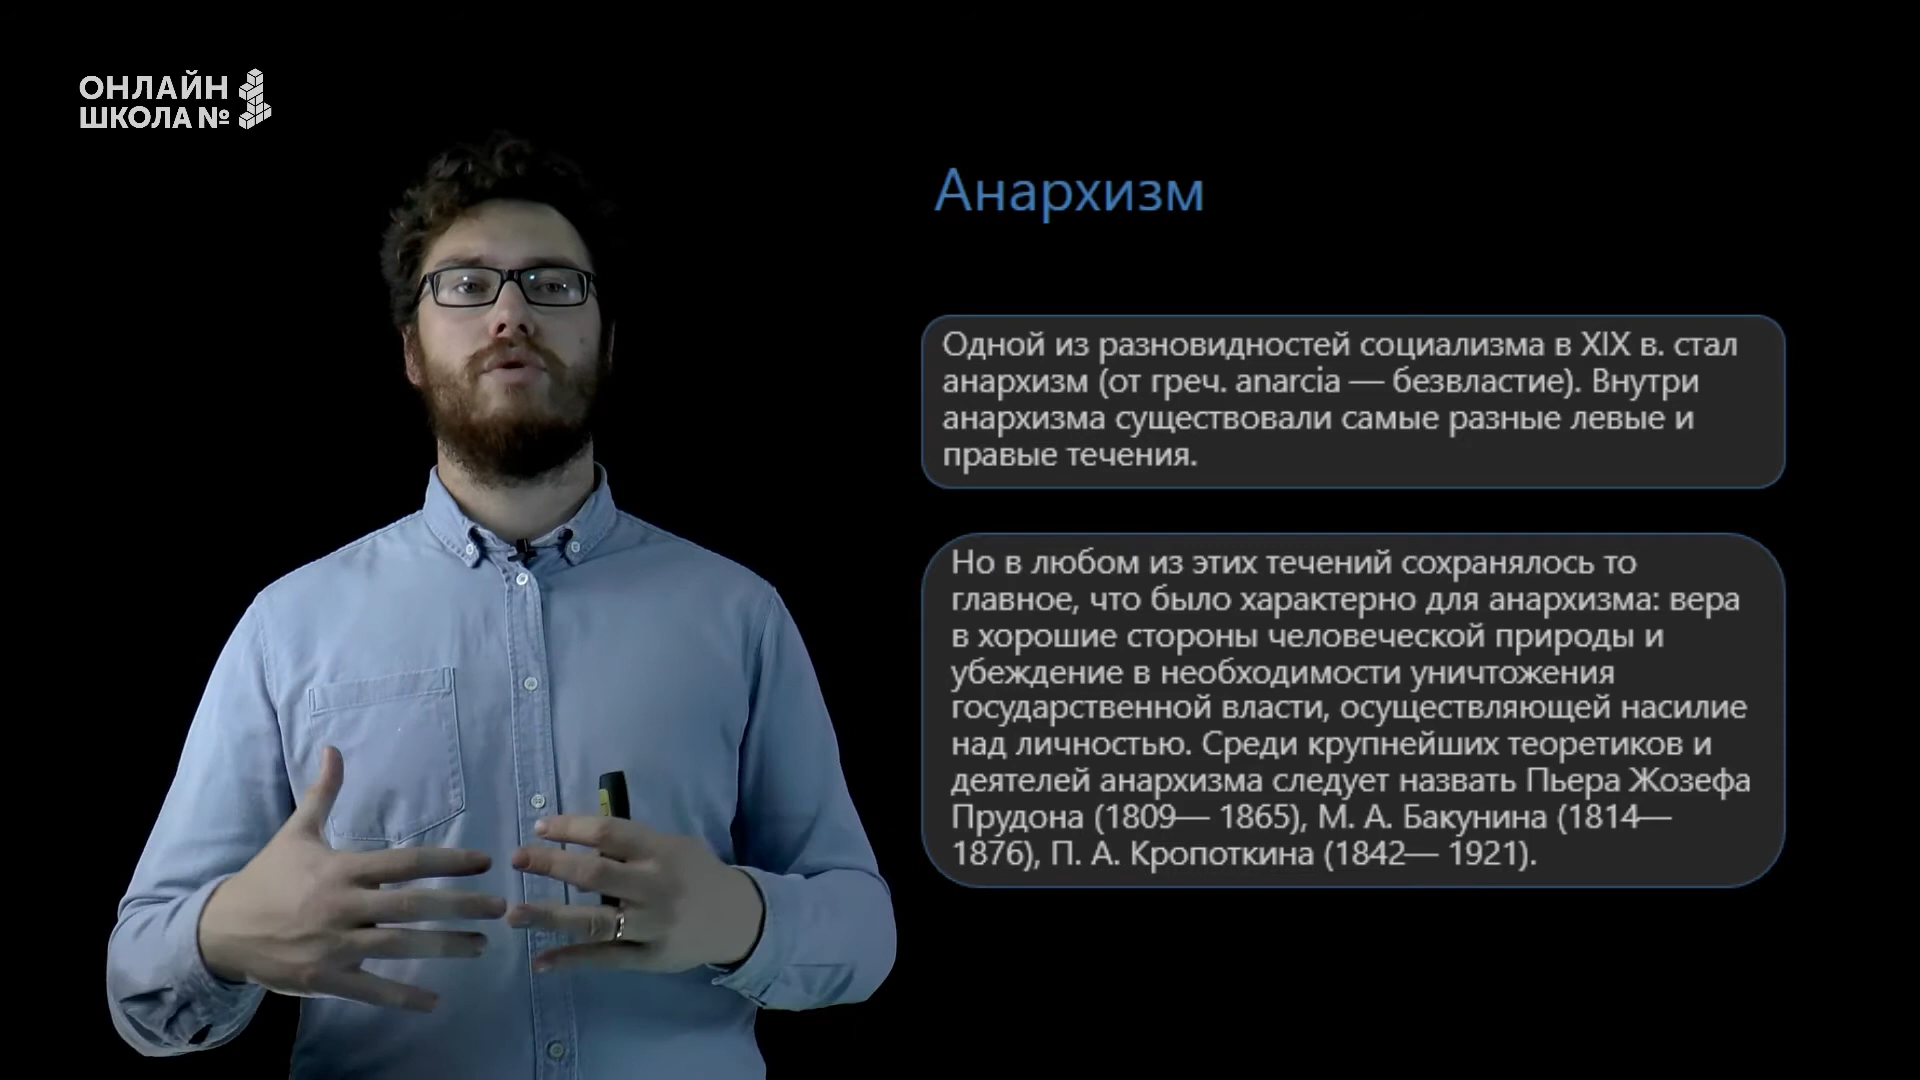 ОНЛАЙН
ШКОЛА №
Анархизм
Одной из разновидностей социализма в XIX в. стал
анархизм (от греч. anarcia — безвластие). Внутри
анархизма существовали самые разные левые и
правые течения.
Но в любом из этих течений сохранялось то
главное, что было характерно для анархизма: вера
в хорошие стороны человеческой природы и
убеждение в необходимости уничтожения
государственной власти, осуществляющей насилие
над личностью. Среди крупнейших теоретиков и
деятелей анархизма следует назвать Пьера Жозефа
Прудона (1809— 1865), М. А. Бакунина (1814—
1876), П. А. Кропоткина (1842— 1921).